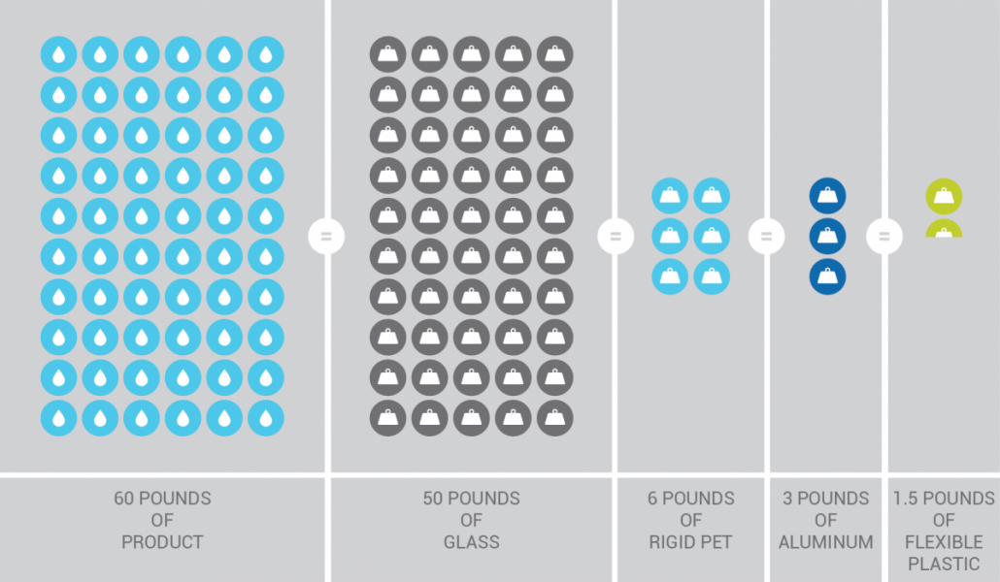 =
=
=
=
60 POUNDS
OF
PRODUCT
50 POUNDS
OF
GLASS
6 POUNDS
OF
RIGID PET
3 POUNDS
OF
ALUMINUM
1.5 POUNDS
OF
FLEXIBLE
PLASTIC